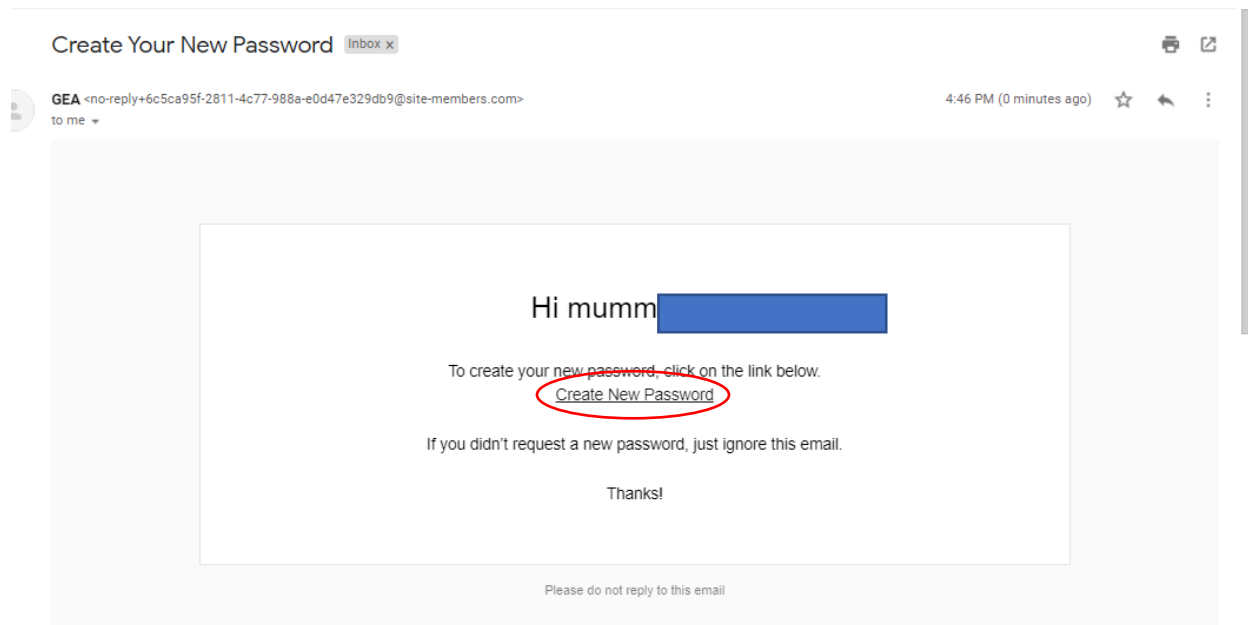 Create Your New Password Inbox x
GEA <no-reply+6c5ca95f-2811-4c77-988a-e0d47e329db9@site-members.com> 4:46 PM (0 minutes ago)
to me
Hi mumm
To create your new password, click on the link below.
Create New Password
If you didn't request a new password, just ignore this email.
Thanks!
Please do not reply to this email